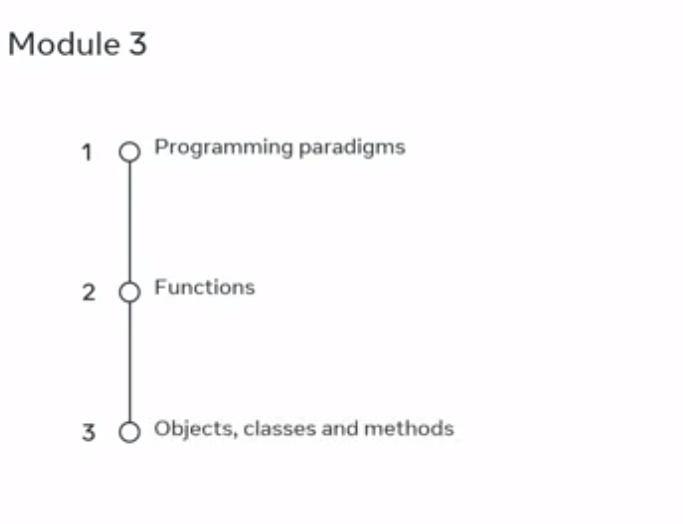 Module 3
1 Programming paradigms
2 Functions
3 Objects, classes and methods